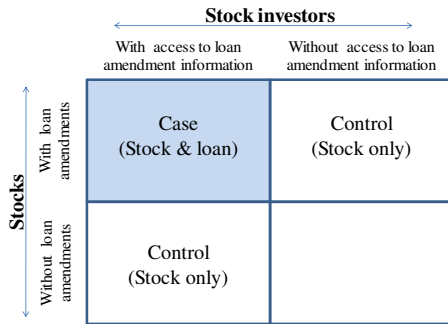 Stock investors
With access to loan
amendment information
Without access to loan
amendment information
Stocks
With loan
amendments
Case
(Stock & loan)
Control
(Stock only)
Without loan
amendments
Control
(Stock only)